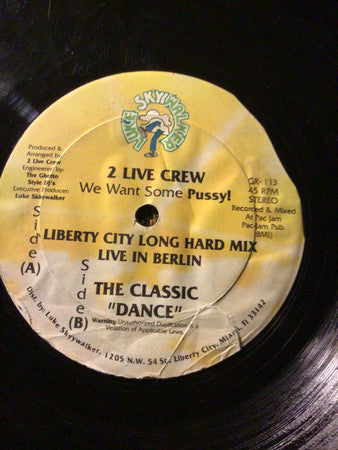 LUKE SKYYWALKER
2 LIVE CREW
We Want Some Pussy!
Produced &
Arranged by:
2 Live Crew
Engineered by:
The Ghetto
Style DJ's
Executive Producer:
Luke Skkywalker
GR-113
45 RPM
STEREO
Recorded & Mixed
At Pac Jam
Pac-Jam Pub.
(BMI)
Side
(A)
LIBERTY CITY LONG HARD MIX
LIVE IN BERLIN
Side
(B)
THE CLASSIC
"DANCE"
Warning-Unauthorized Duplication is a
Violation of Applicable Laws.
Dist. by: Luke Skyywalker, 1205 N.W. 54 St., Liberty City, Miami, Fl 33142